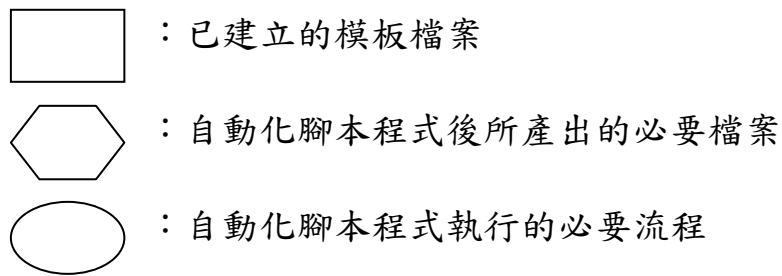 ：已建立的模板檔案
：自動化腳本程式後所產出的必要檔案
：自動化腳本程式執行的必要流程